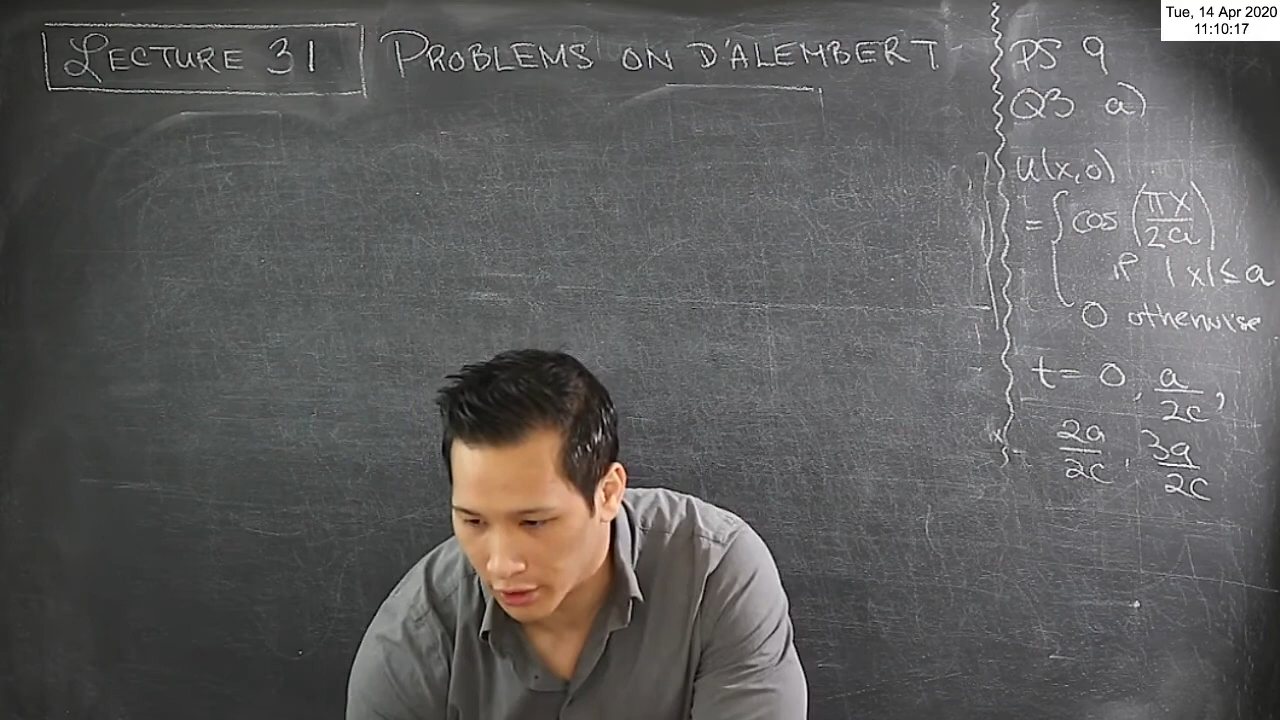 Tue, 14 Apr 2020
11:10:17
LECTURE 31 PROBLEMS ON D'ALEMBERT
PS 9
Q3 a)
u(x,0)
= { cos (πx/2a)
if |x| ≤ a
0 otherwise
t = 0, a/2c,
2a/2c, 3a/2c